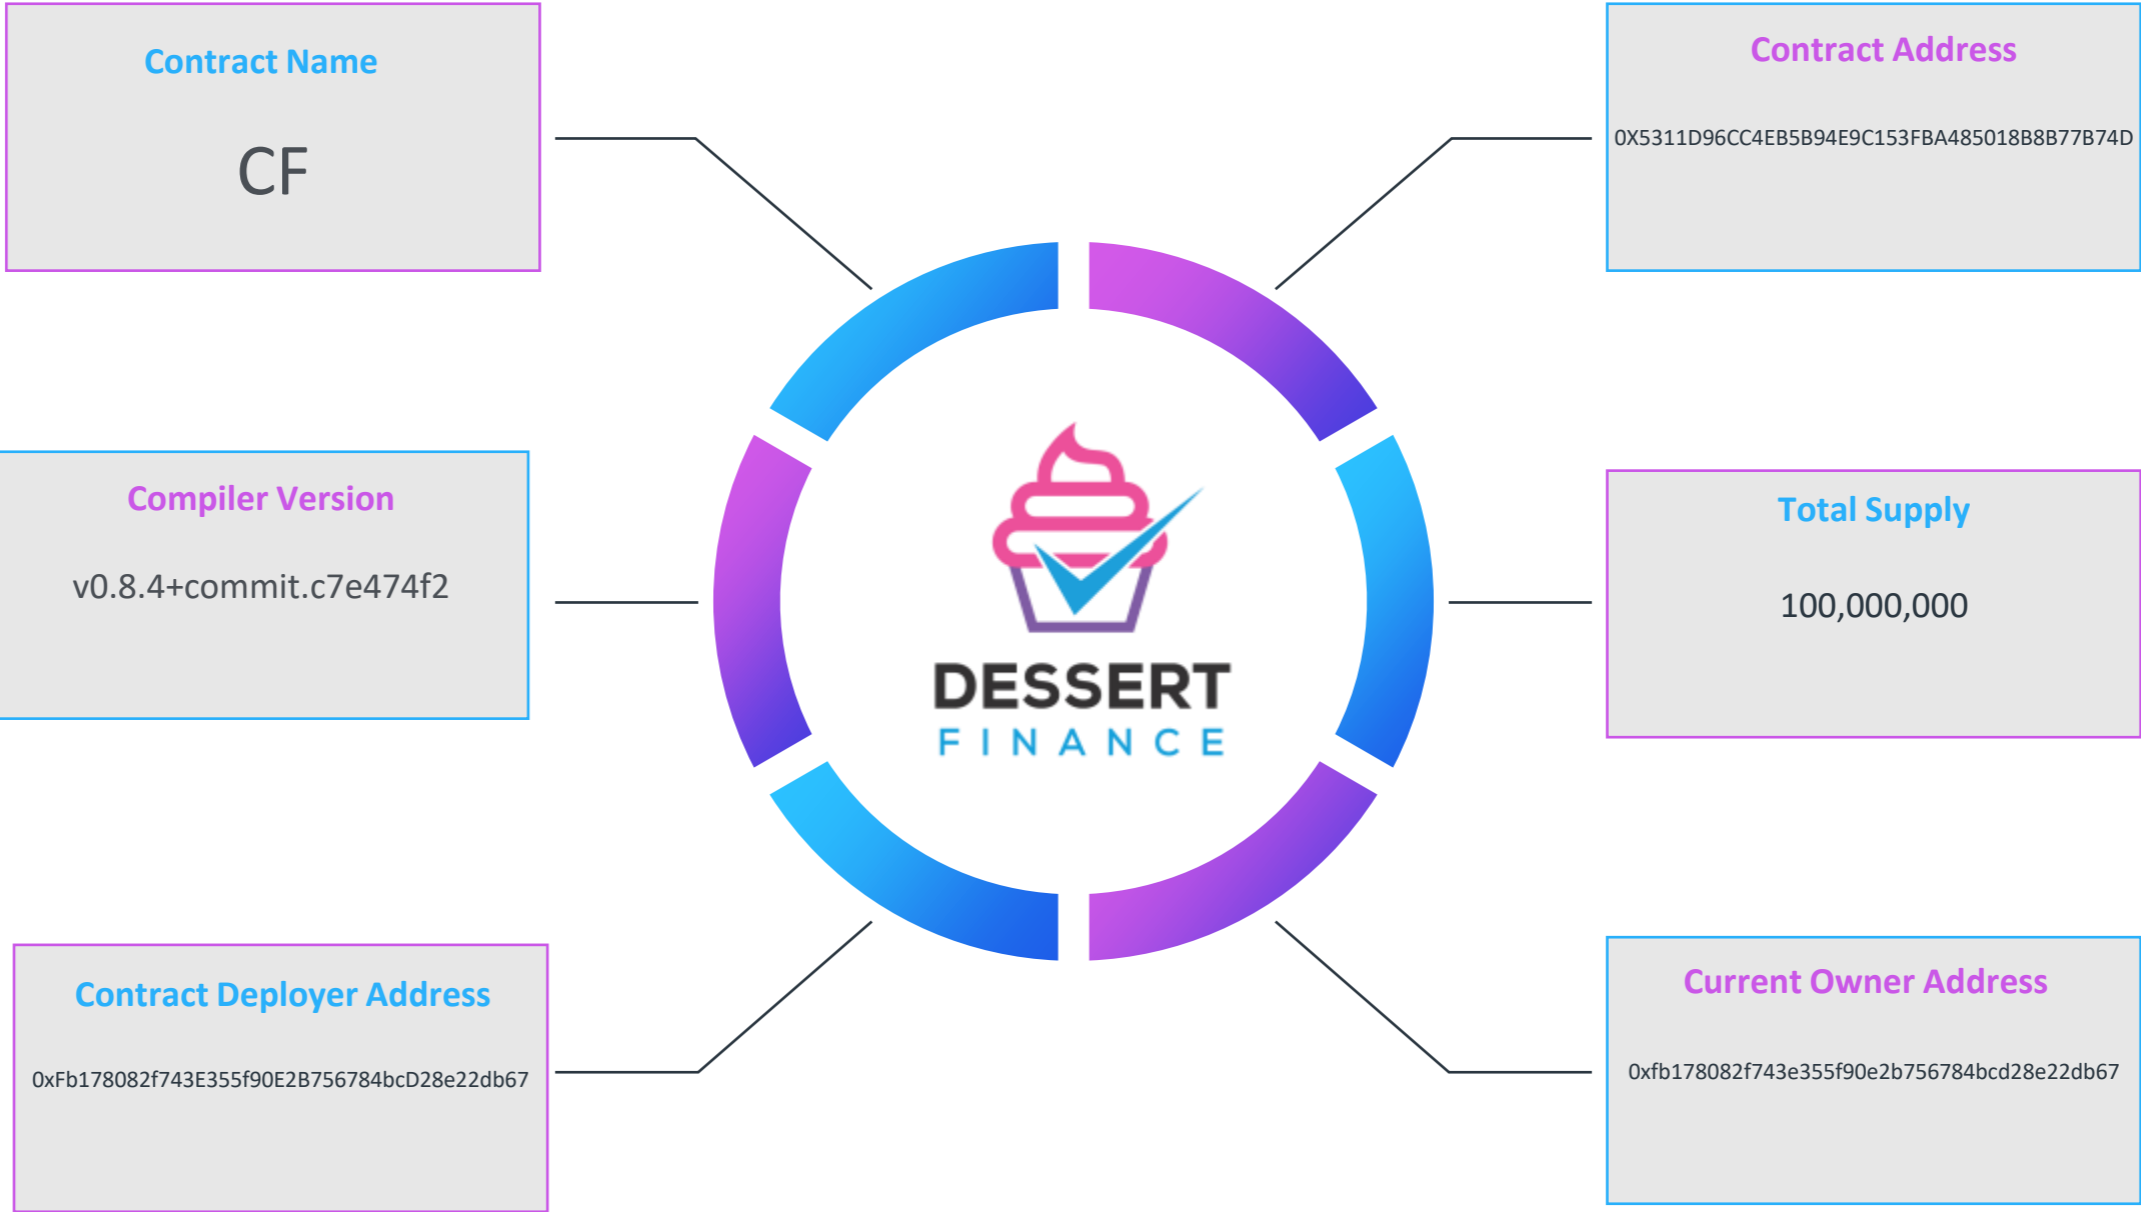 Contract Name
CF
Contract Address
0X5311D96CC4EB5B94E9C153FBA485018B8B77B74D
Compiler Version
v0.8.4+commit.c7e474f2
DESSERT
FINANCE
Total Supply
100,000,000
Contract Deployer Address
0xFb178082f743E355f90E2B756784bcD28e22db67
Current Owner Address
0xfb178082f743e355f90e2b756784bcd28e22db67